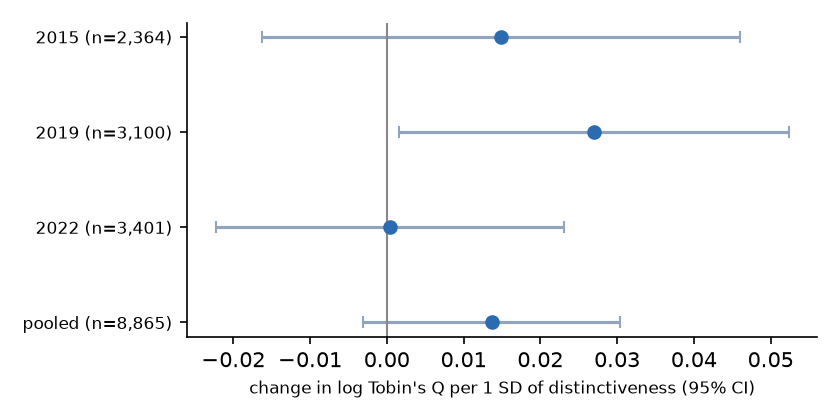 2015 (n=2,364)
2019 (n=3,100)
2022 (n=3,401)
pooled (n=8,865)
−0.02 −0.01 0.00 0.01 0.02 0.03 0.04 0.05
change in log Tobin's Q per 1 SD of distinctiveness (95% CI)